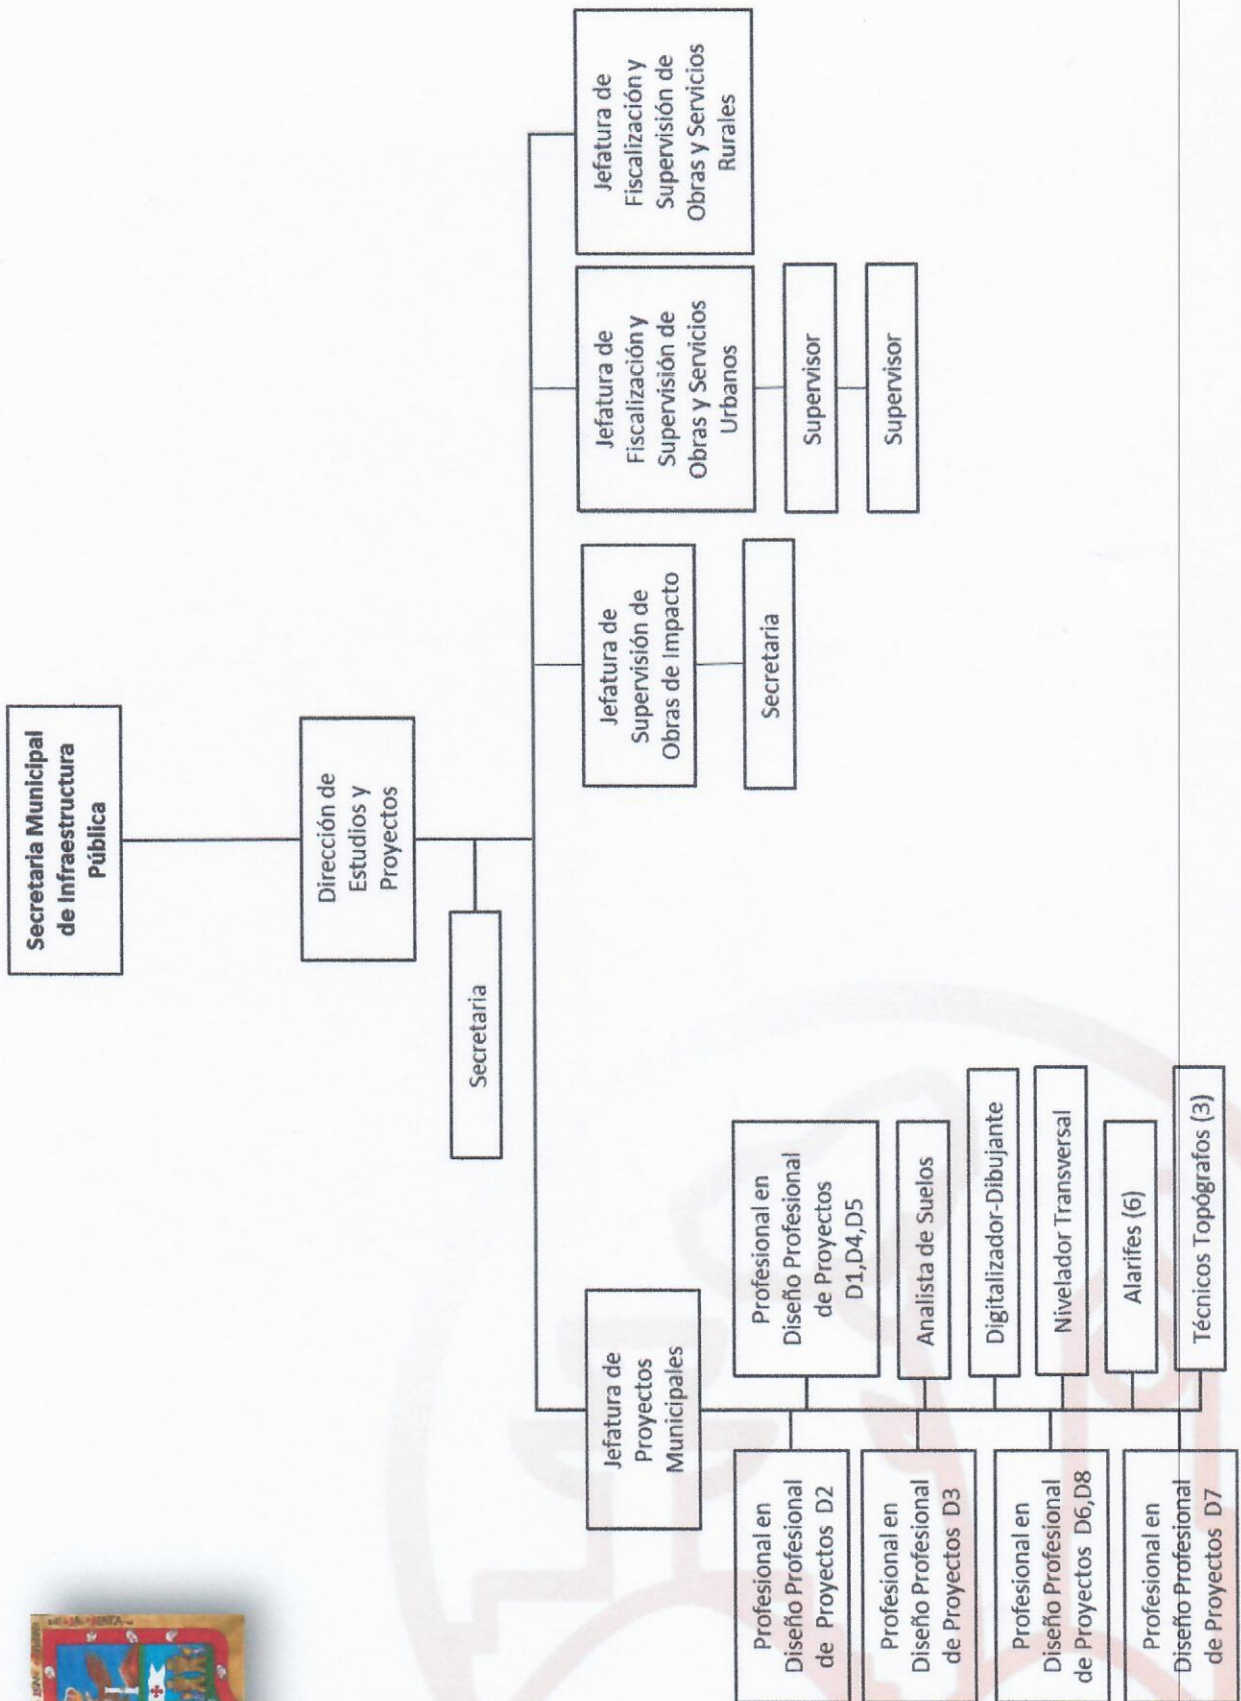 Secretaria Municipal
de Infraestructura
Pública
Dirección de
Estudios y
Proyectos
Secretaria
Jefatura de
Proyectos
Municipales
Profesional en
Diseño Profesional
de Proyectos D2
Profesional en
Diseño Profesional
de Proyectos D3
Profesional en
Diseño Profesional
de Proyectos D6,D8
Profesional en
Diseño Profesional
de Proyectos D7
Profesional en
Diseño Profesional
de Proyectos
D1,D4,D5
Analista de Suelos
Digitalizador-Dibujante
Nivelador Transversal
Alarifes (6)
Técnicos Topógrafos (3)
Jefatura de
Supervisión de
Obras de Impacto
Secretaria
Jefatura de
Fiscalización y
Supervisión de
Obras y Servicios
Urbanos
Supervisor
Supervisor
Jefatura de
Fiscalización y
Supervisión de
Obras y Servicios
Rurales